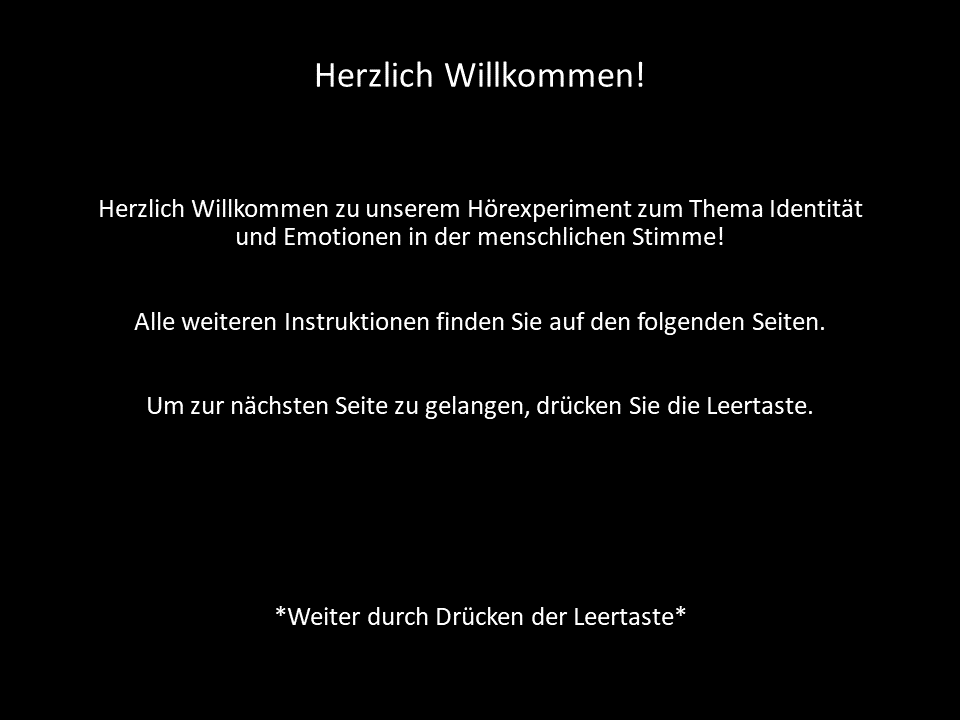 Herzlich Willkommen!
Herzlich Willkommen zu unserem Hörexperiment zum Thema Identität
und Emotionen in der menschlichen Stimme!
Alle weiteren Instruktionen finden Sie auf den folgenden Seiten.
Um zur nächsten Seite zu gelangen, drücken Sie die Leertaste.
*Weiter durch Drücken der Leertaste*